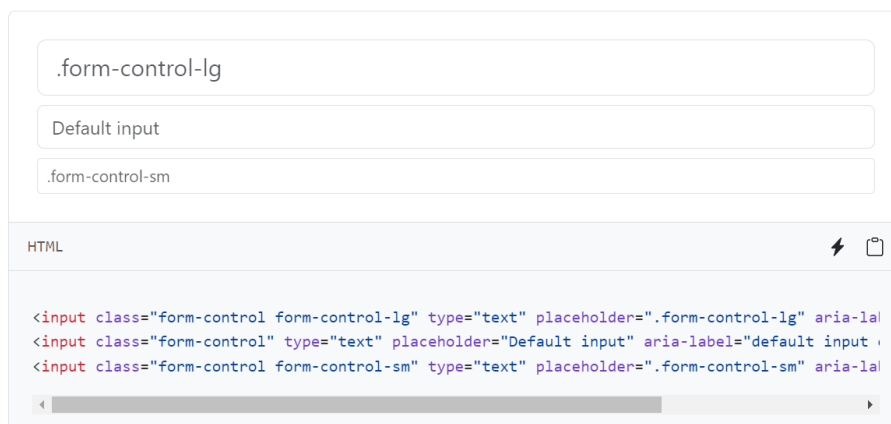 .form-control-lg
Default input
.form-control-sm
HTML
<input class="form-control form-control-lg" type="text" placeholder=".form-control-lg" aria-lal
<input class="form-control" type="text" placeholder="Default input" aria-label="default input
<input class="form-control form-control-sm" type="text" placeholder=".form-control-sm" aria-lal